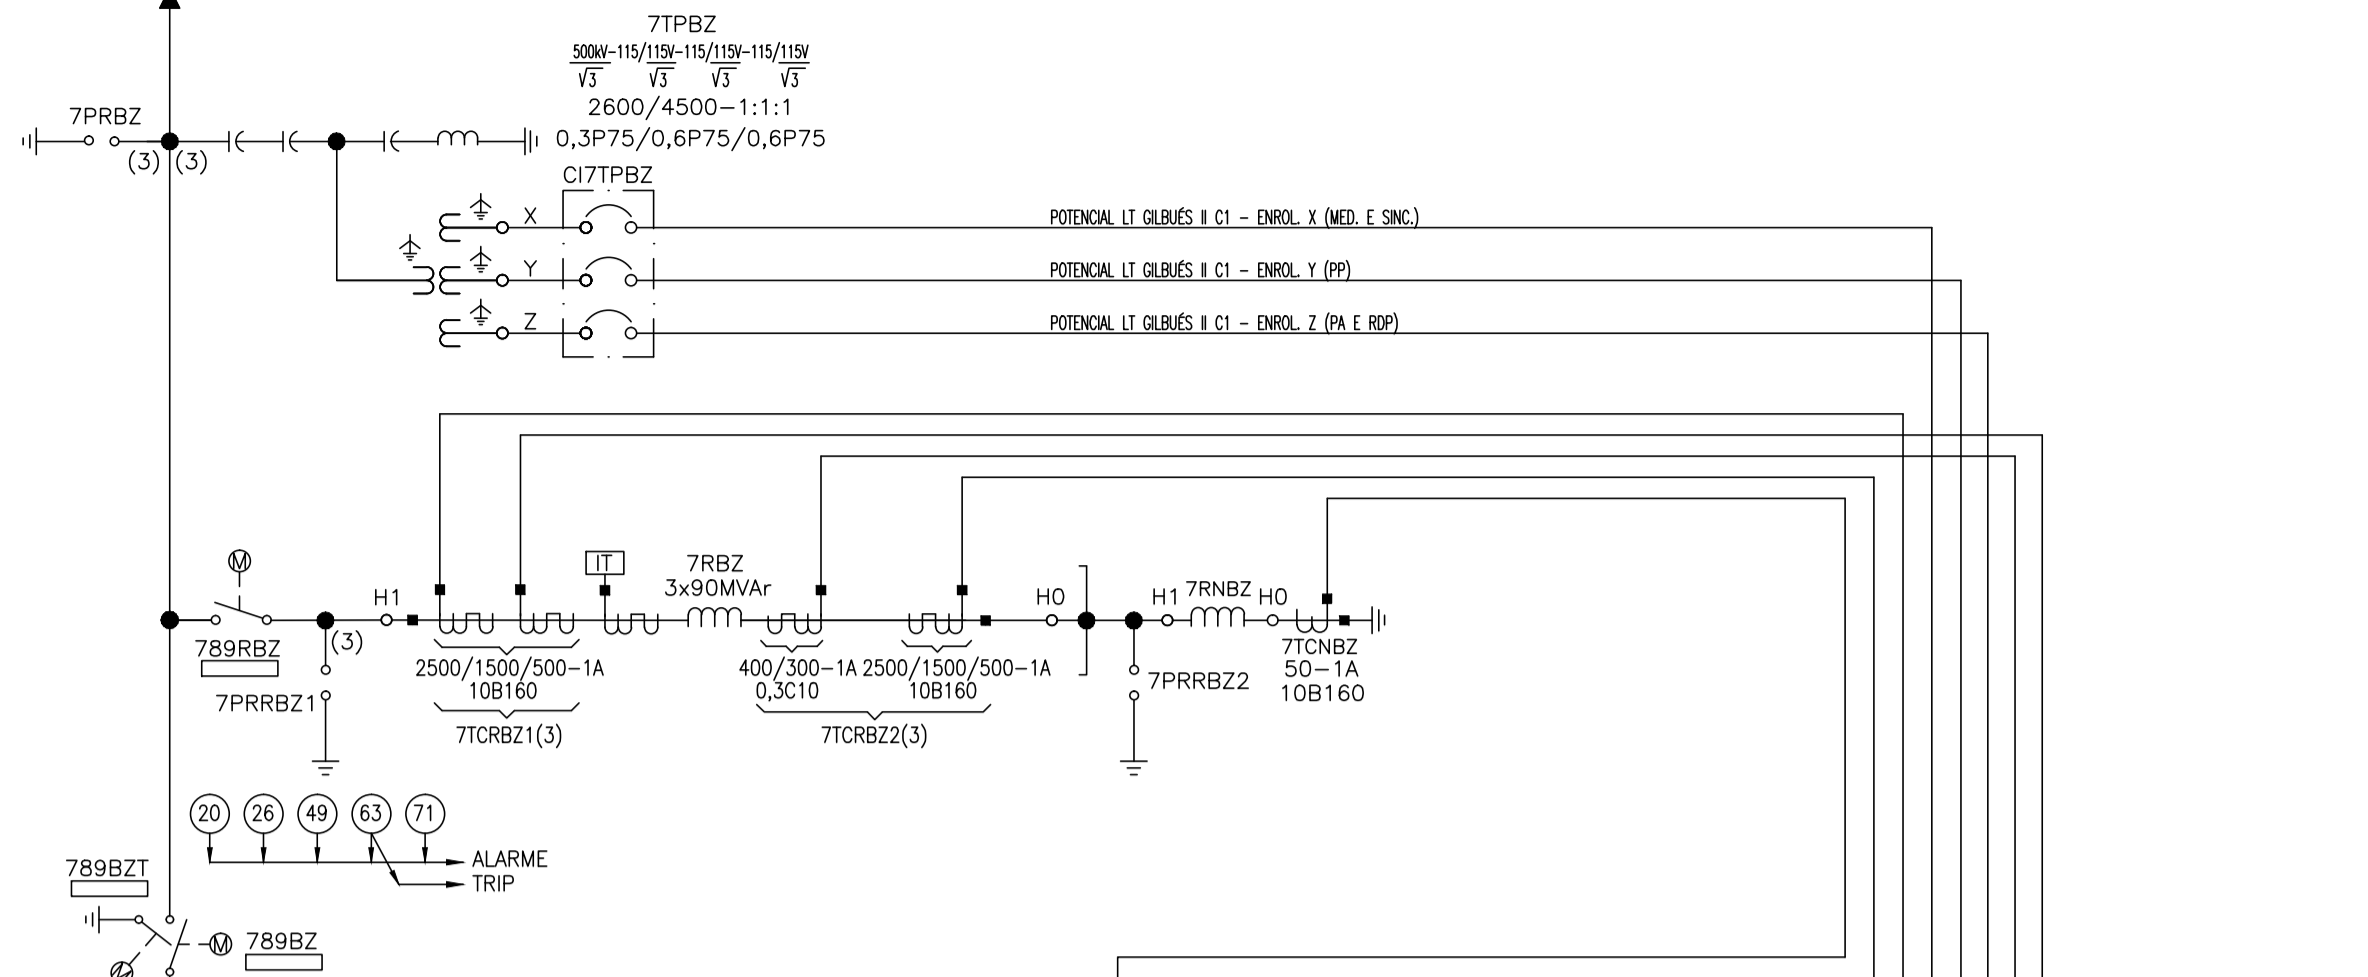 7TPBZ
500kV-115/115V-115/115V-115/115V
√3 √3 √3 √3
2600/4500-1:1:1
0,3P75/0,6P75/0,6P75
7PRBZ
(3) (3)
CI7TPBZ
X
POTENCIAL LT GILBUÉS II C1 - ENROL. X (MED. E SINC.)
Y
POTENCIAL LT GILBUÉS II C1 - ENROL. Y (PP)
Z
POTENCIAL LT GILBUÉS II C1 - ENROL. Z (PA E RDP)
M
789RBZ
(3)
7PRRBZ1
H1
IT
7RBZ
3x90MVAr
2500/1500/500-1A
10B160
7TCRBZ1(3)
400/300-1A
0,3C10
2500/1500/500-1A
10B160
7TCRBZ2(3)
H0
7PRRBZ2
H1
7RNBZ
H0
7TCNBZ
50-1A
10B160
20 26 49 63 71
ALARME
TRIP
789BZT
M
789BZ
M